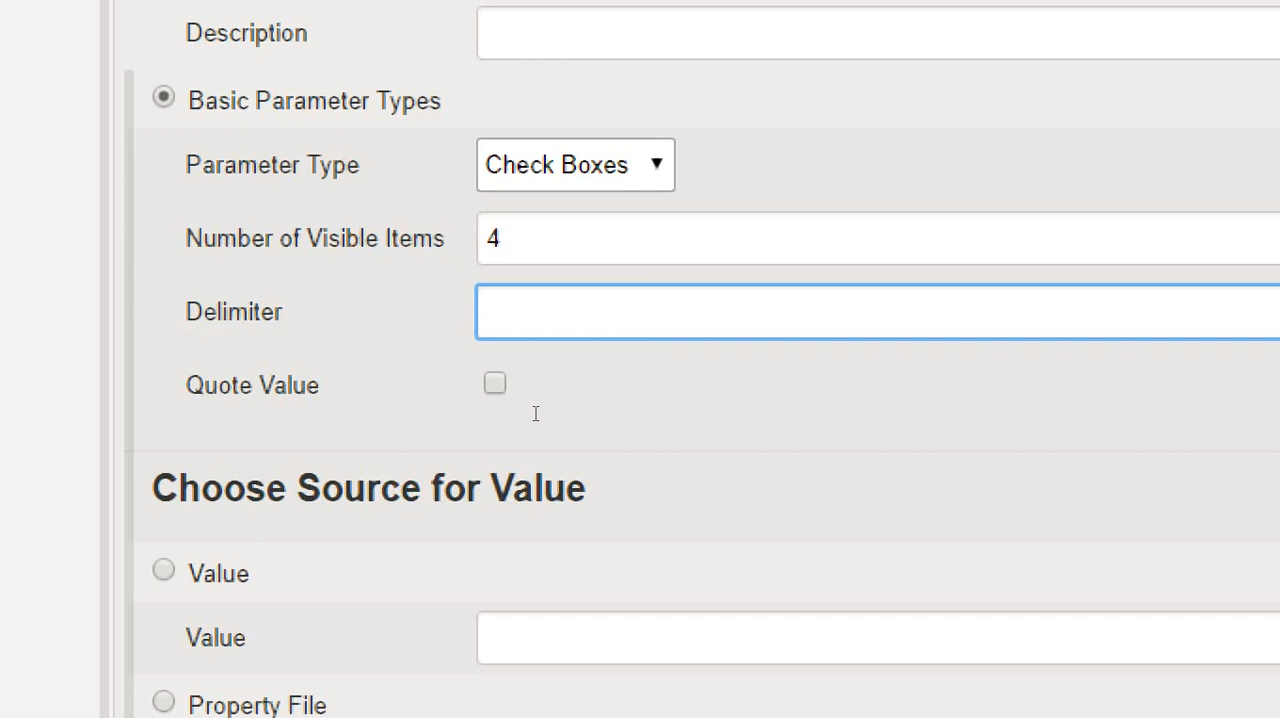 Description
Basic Parameter Types
Parameter Type
Check Boxes
Number of Visible Items
4
Delimiter
Quote Value
Choose Source for Value
Value
Value
Property File